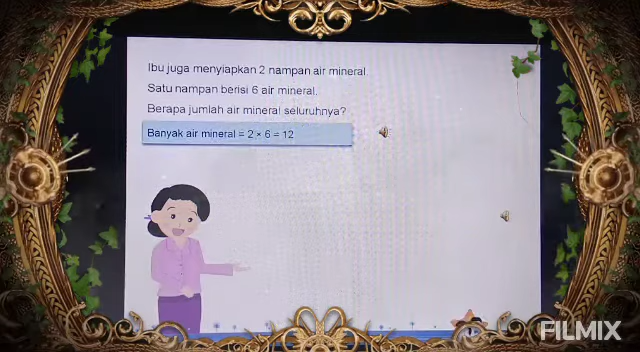 Ibu juga menyiapkan 2 nampan air mineral.
Satu nampan berisi 6 air mineral.
Berapa jumlah air mineral seluruhnya?
Banyak air mineral = 2 × 6 = 12
FILMIX